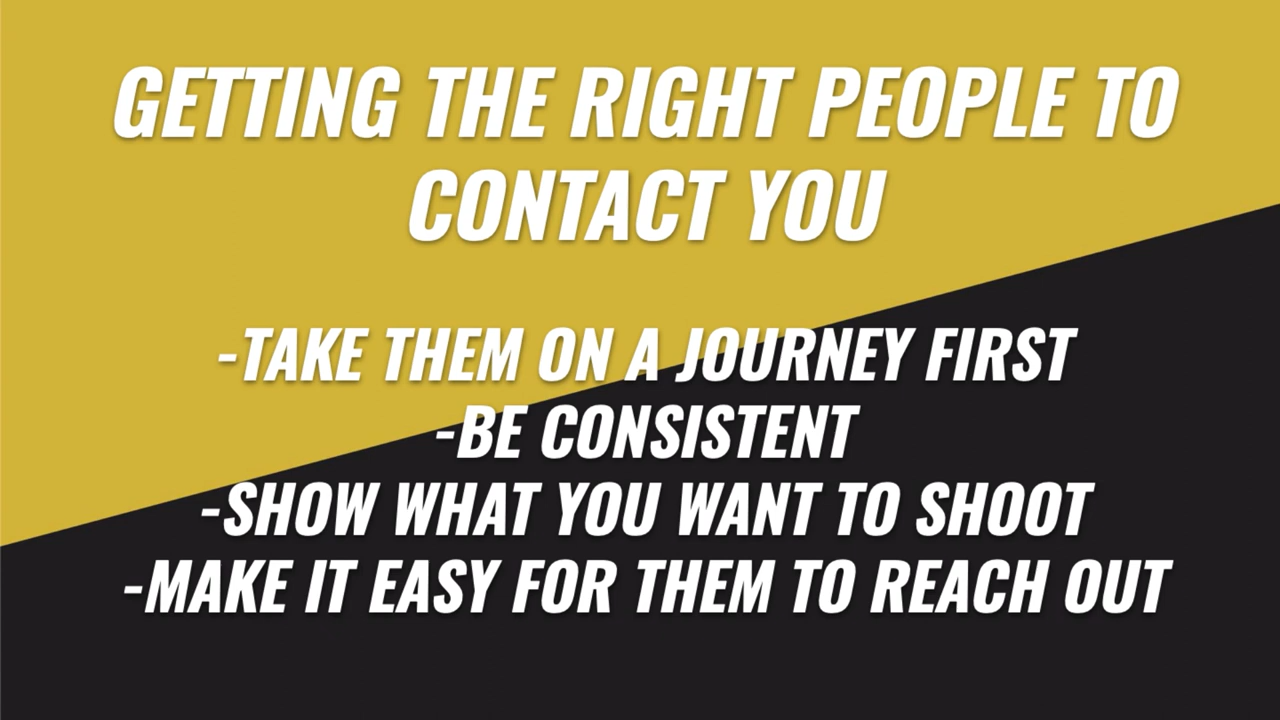 GETTING THE RIGHT PEOPLE TO
CONTACT YOU
-TAKE THEM ON A JOURNEY FIRST
-BE CONSISTENT
-SHOW WHAT YOU WANT TO SHOOT
-MAKE IT EASY FOR THEM TO REACH OUT